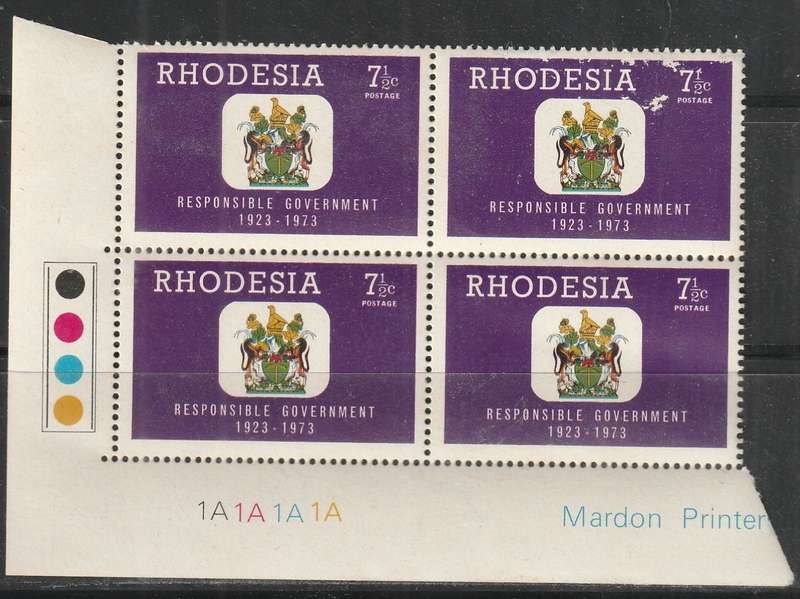 RHODESIA 7½c
POSTAGE
RESPONSIBLE GOVERNMENT
1923-1973
RHODESIA 7½c
POSTAGE
RESPONSIBLE GOVERNMENT
1923-1973
RHODESIA 7½c
POSTAGE
RESPONSIBLE GOVERNMENT
1923-1973
RHODESIA 7½c
POSTAGE
RESPONSIBLE GOVERNMENT
1923-1973
1A 1A 1A 1A
Mardon Printer